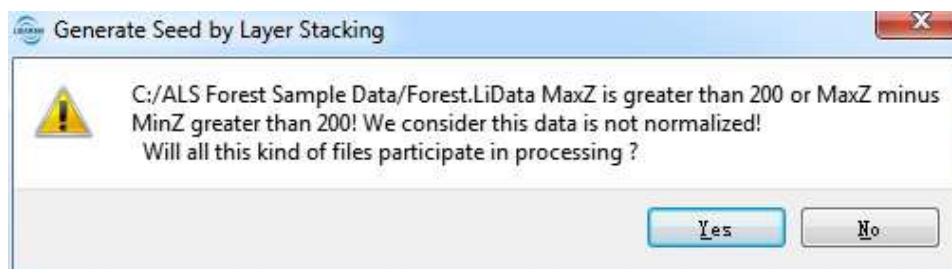 Generate Seed by Layer Stacking
C:/ALS Forest Sample Data/Forest.LiData MaxZ is greater than 200 or MaxZ minus
MinZ greater than 200! We consider this data is not normalized!
Will all this kind of files participate in processing ?
Yes
No